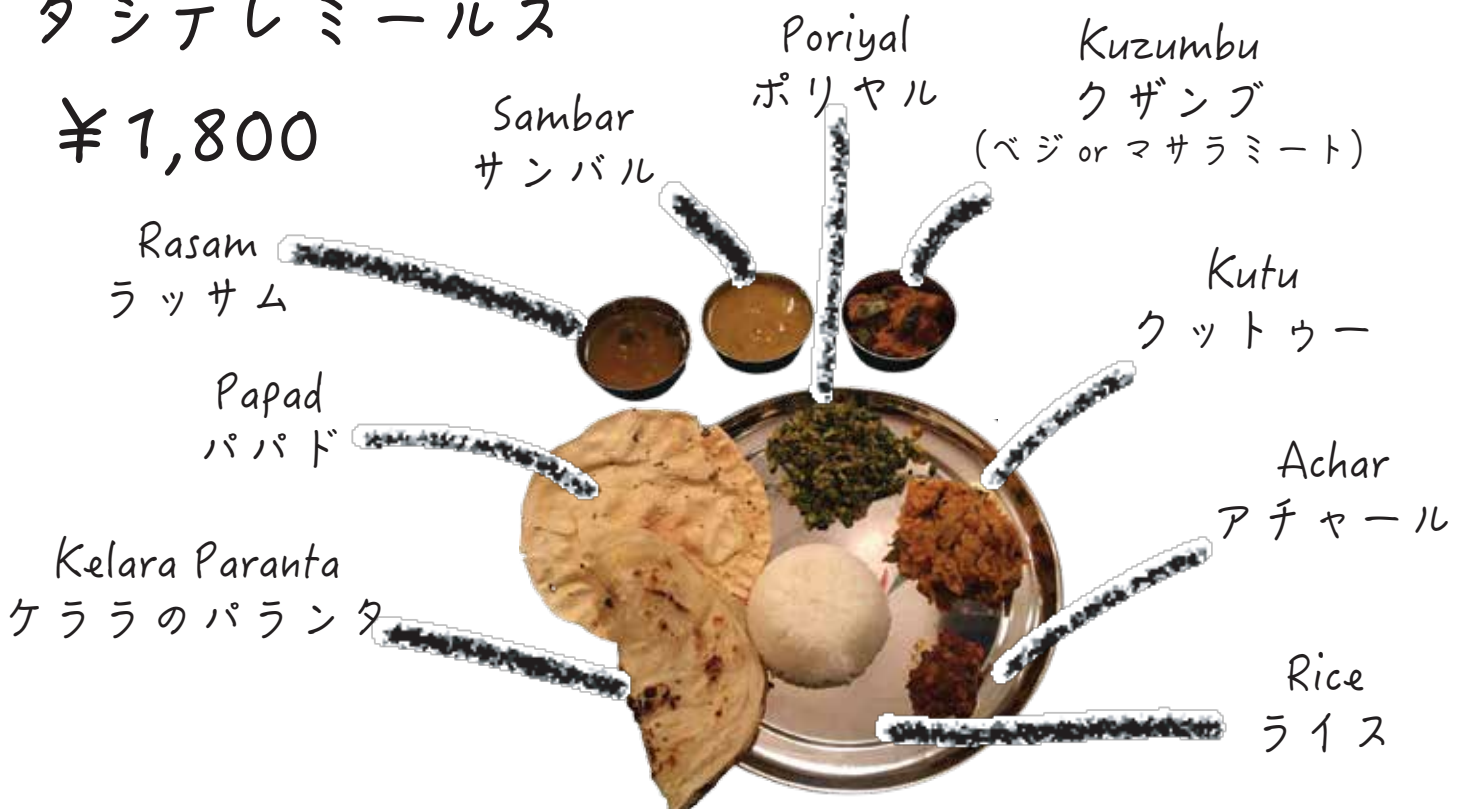 タシテレミールス
¥1,800
Poriyal
ポリヤル
Kuzumbu
クザンブ
(ベジ or マサラミート)
Sambar
サンバル
Rasam
ラッサム
Kutu
クットゥー
Papad
パパド
Achar
アチャール
Kelara Paranta
ケララのパランタ
Rice
ライス